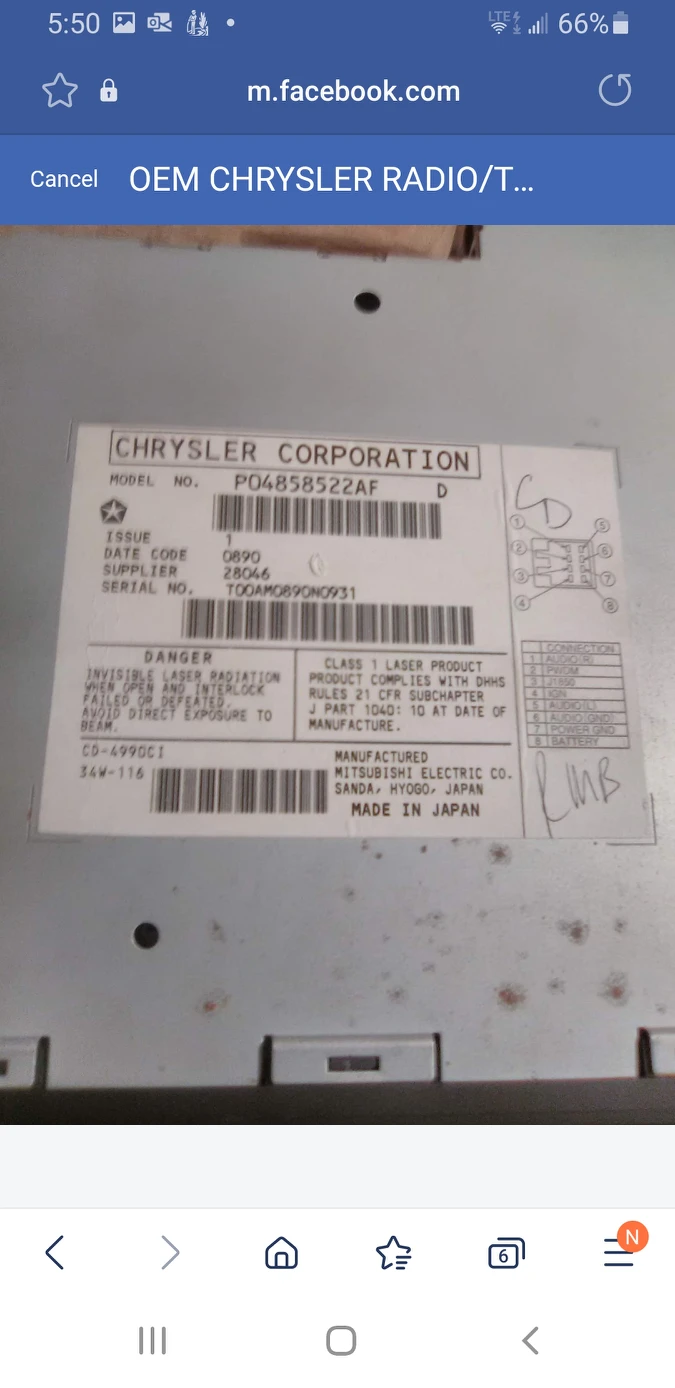 5:50
LTE
66%
m.facebook.com
Cancel
OEM CHRYSLER RADIO/T...
CHRYSLER CORPORATION
MODEL NO. P04858522AF D
ISSUE 1
DATE CODE 0890
SUPPLIER 28046
SERIAL NO. T00AM0890N0931
DANGER
INVISIBLE LASER RADIATION
WHEN OPEN AND INTERLOCK
FAILED OR DEFEATED.
AVOID DIRECT EXPOSURE TO
BEAM.
CLASS 1 LASER PRODUCT
PRODUCT COMPLIES WITH DHHS
RULES 21 CFR SUBCHAPTER
J PART 1040: 10 AT DATE OF
MANUFACTURE.
CD-4990CI
34W-116
MANUFACTURED
MITSUBISHI ELECTRIC CO.
SANDA, HYOGO, JAPAN
MADE IN JAPAN
CD
1
5
2
6
3
7
4
8
CONNECTION
1 AUDIO(R)
2 PWDM
3 J1850
4 IGN
5 AUDIO(L)
6 AUDIO(GND)
7 POWER GND
8 BATTERY
6
N